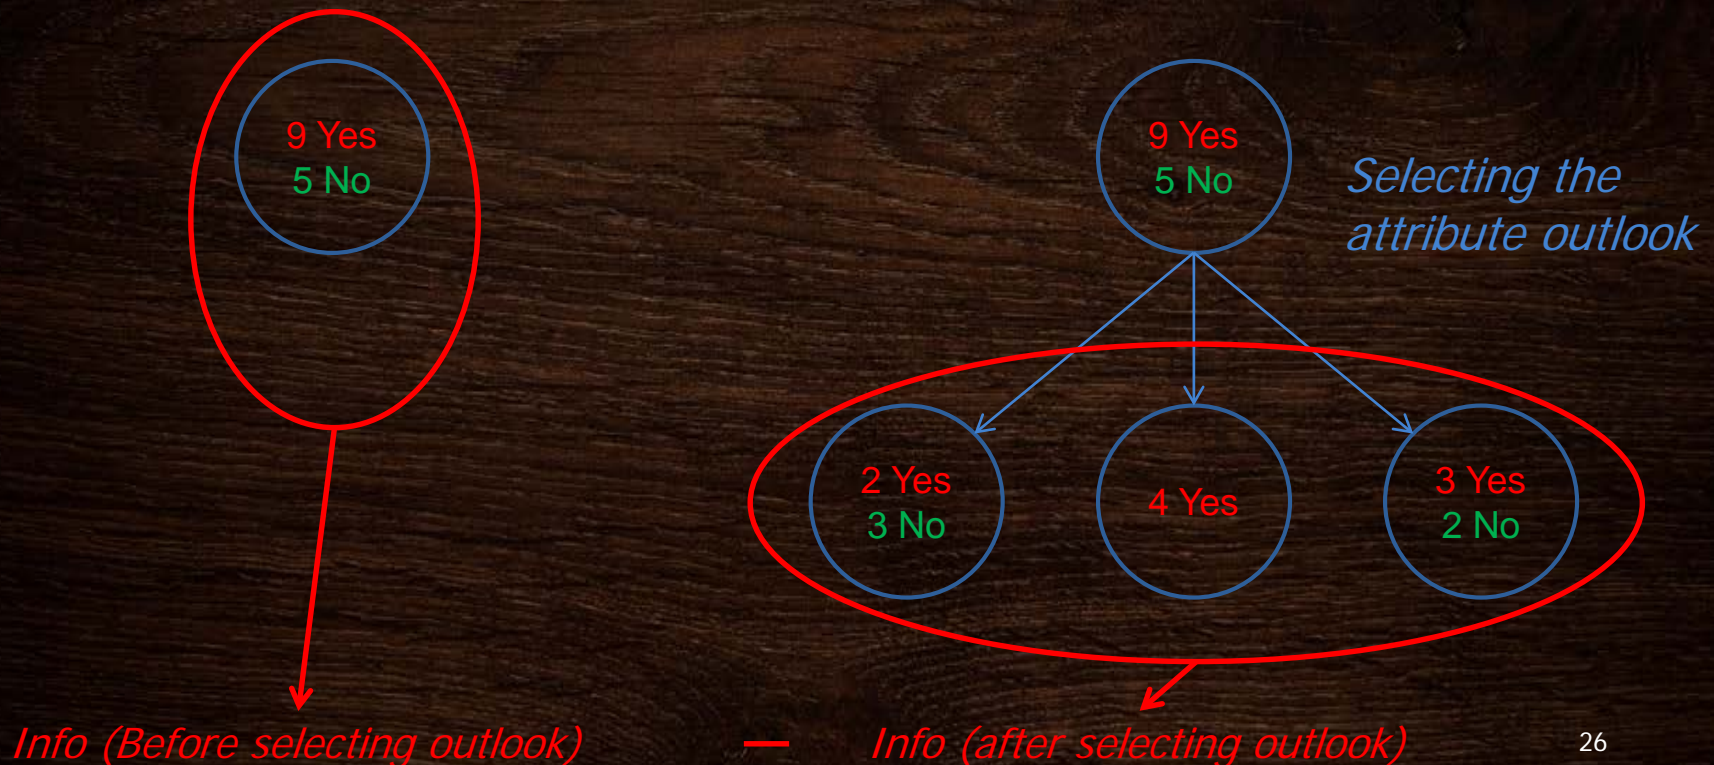 9 Yes
5 No
9 Yes
5 No
Selecting the
attribute outlook
2 Yes
3 No
4 Yes
3 Yes
2 No
Info (Before selecting outlook) — Info (after selecting outlook)
26